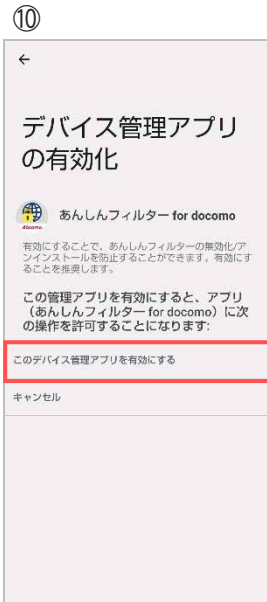 ⑩
←
デバイス管理アプリ
の有効化
docomo
あんしんフィルター for docomo
有効にすることで、あんしんフィルターの無効化/ア
ンインストールを防止することができます。有効にす
ることを推奨します。
この管理アプリを有効にすると、アプリ
（あんしんフィルター for docomo）に次
の操作を許可することになります:
このデバイス管理アプリを有効にする
キャンセル